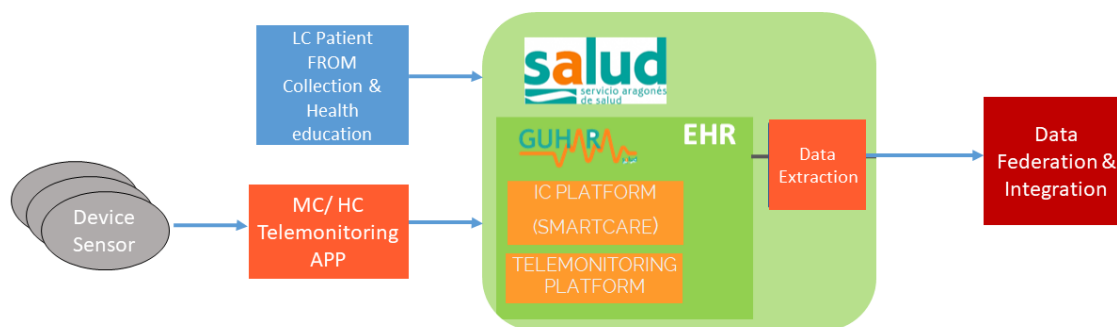 LC Patient
FROM
Collection &
Health
education
Device
Sensor
MC/ HC
Telemonitoring
APP
salud
servicio aragonés
de salud
GUHARA
EHR
IC PLATFORM
(SMARTCARE)
TELEMONITORING
PLATFORM
Data
Extraction
Data
Federation &
Integration